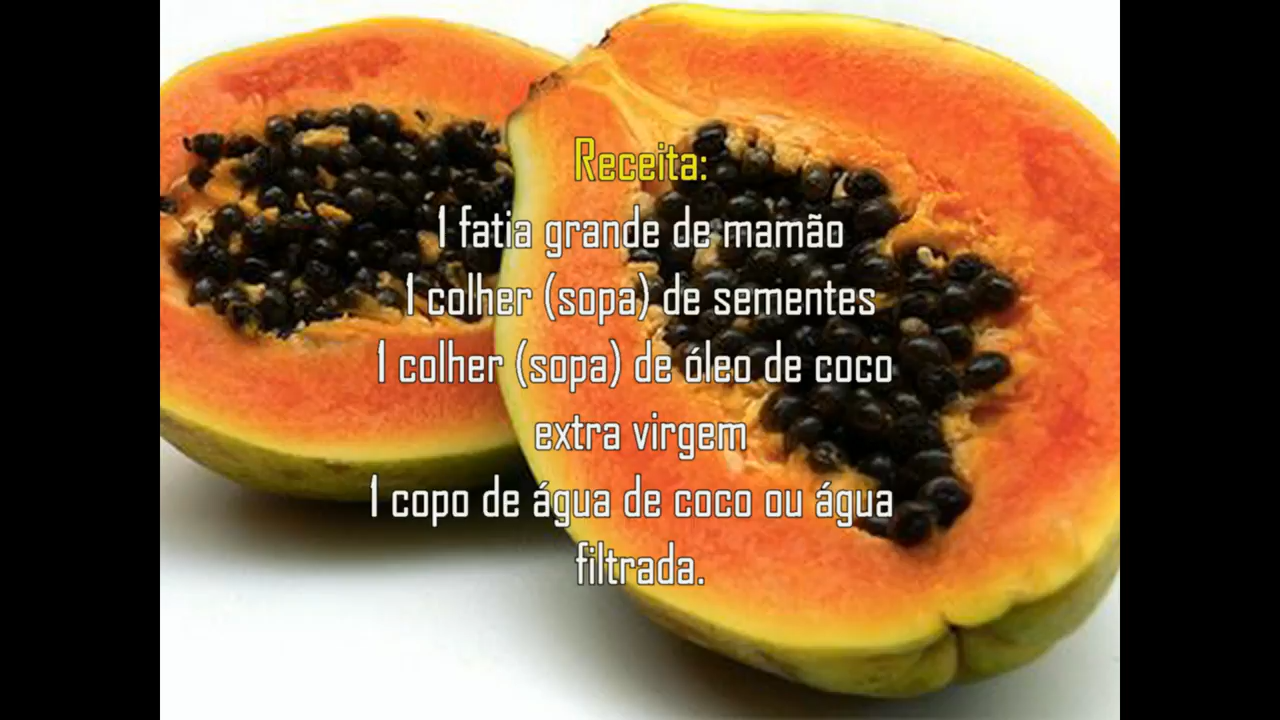 Receita:
1 fatia grande de mamão
1 colher (sopa) de sementes
1 colher (sopa) de óleo de coco
extra virgem
1 copo de água de coco ou água
filtrada.